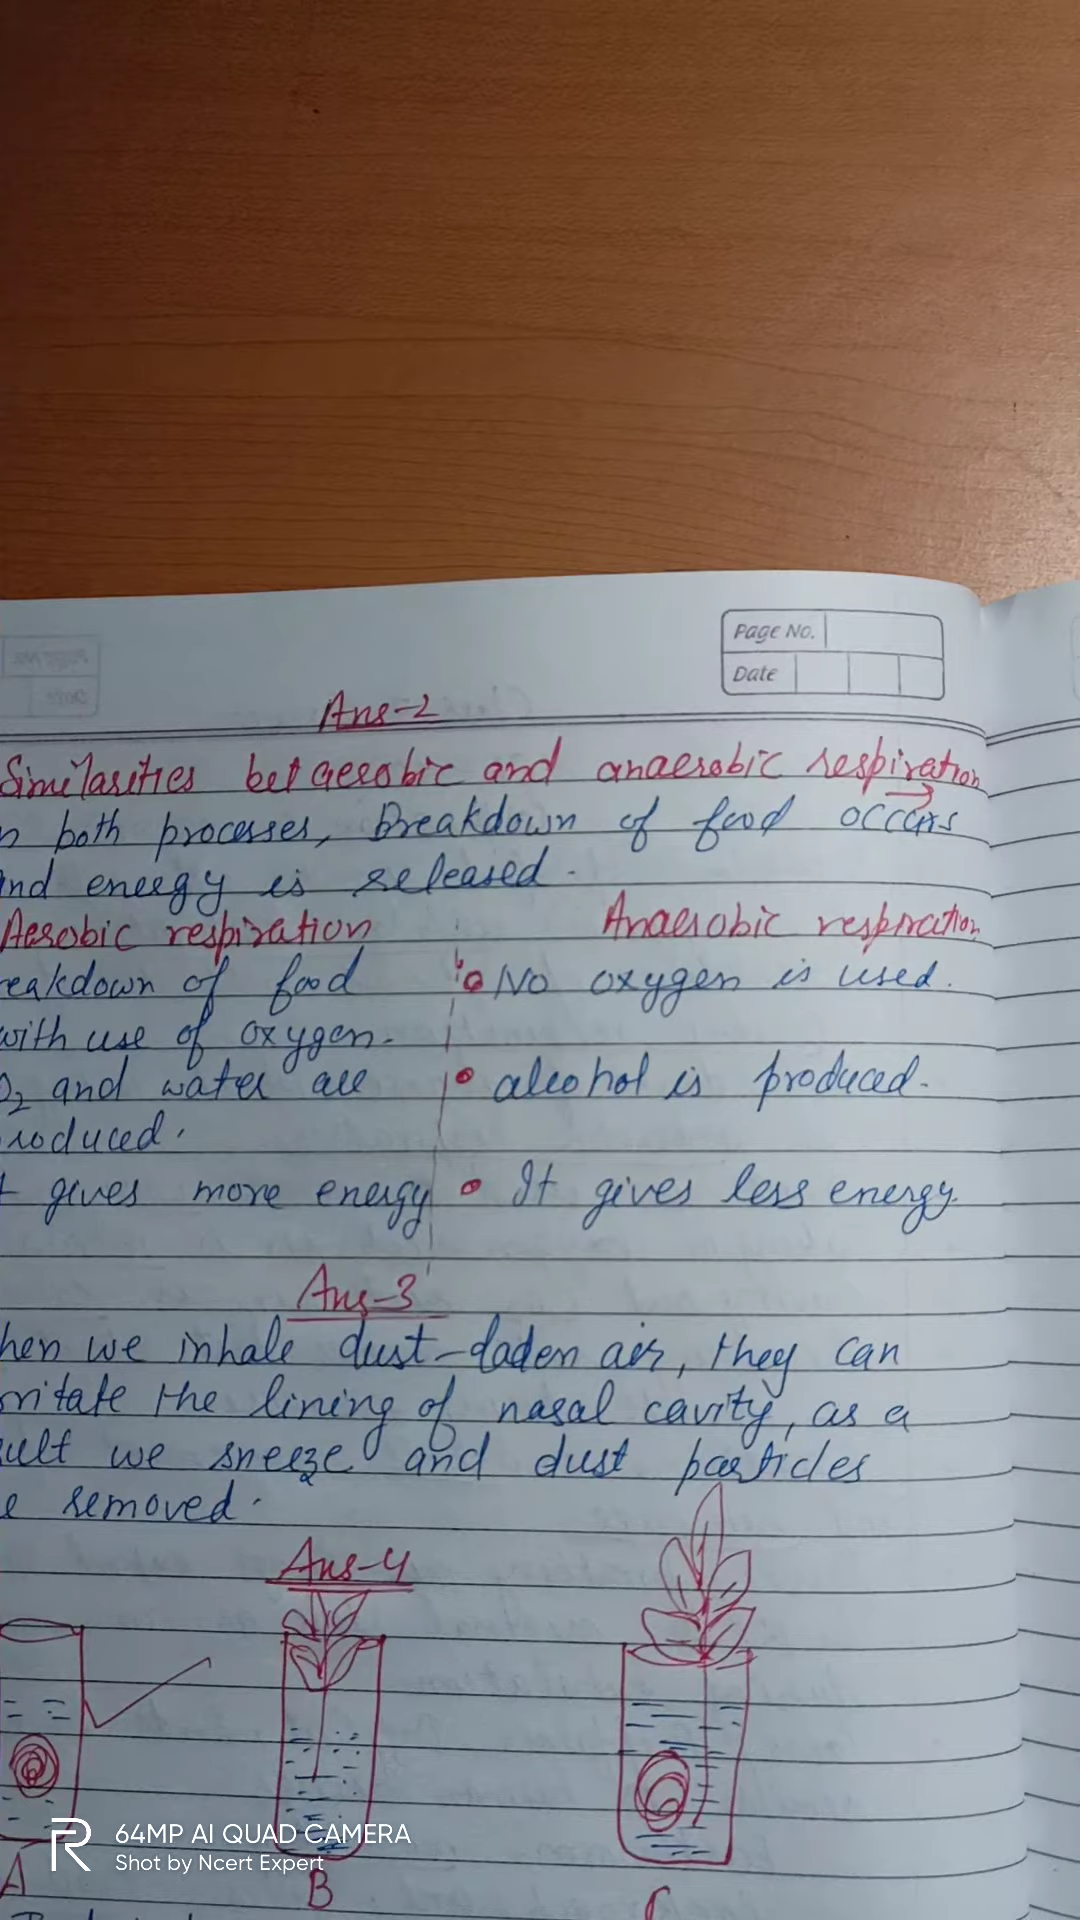 Page No.
Date
Ans-2
Similarities bet aerobic and anaerobic respiration
n both processes, Breakdown of food occurs
and energy is released.
Aerobic respiration Anaerobic respiration
reakdown of food • No oxygen is used.
with use of oxygen.
O2 and water are • alcohol is produced.
roduced.
t gives more energy • It gives less energy.
Ans-3
hen we inhale dust-laden air, they can
rritate the lining of nasal cavity, as a
sult we sneeze and dust particles
e removed.
Ans-4
A B C
64MP AI QUAD CAMERA
Shot by Ncert Expert